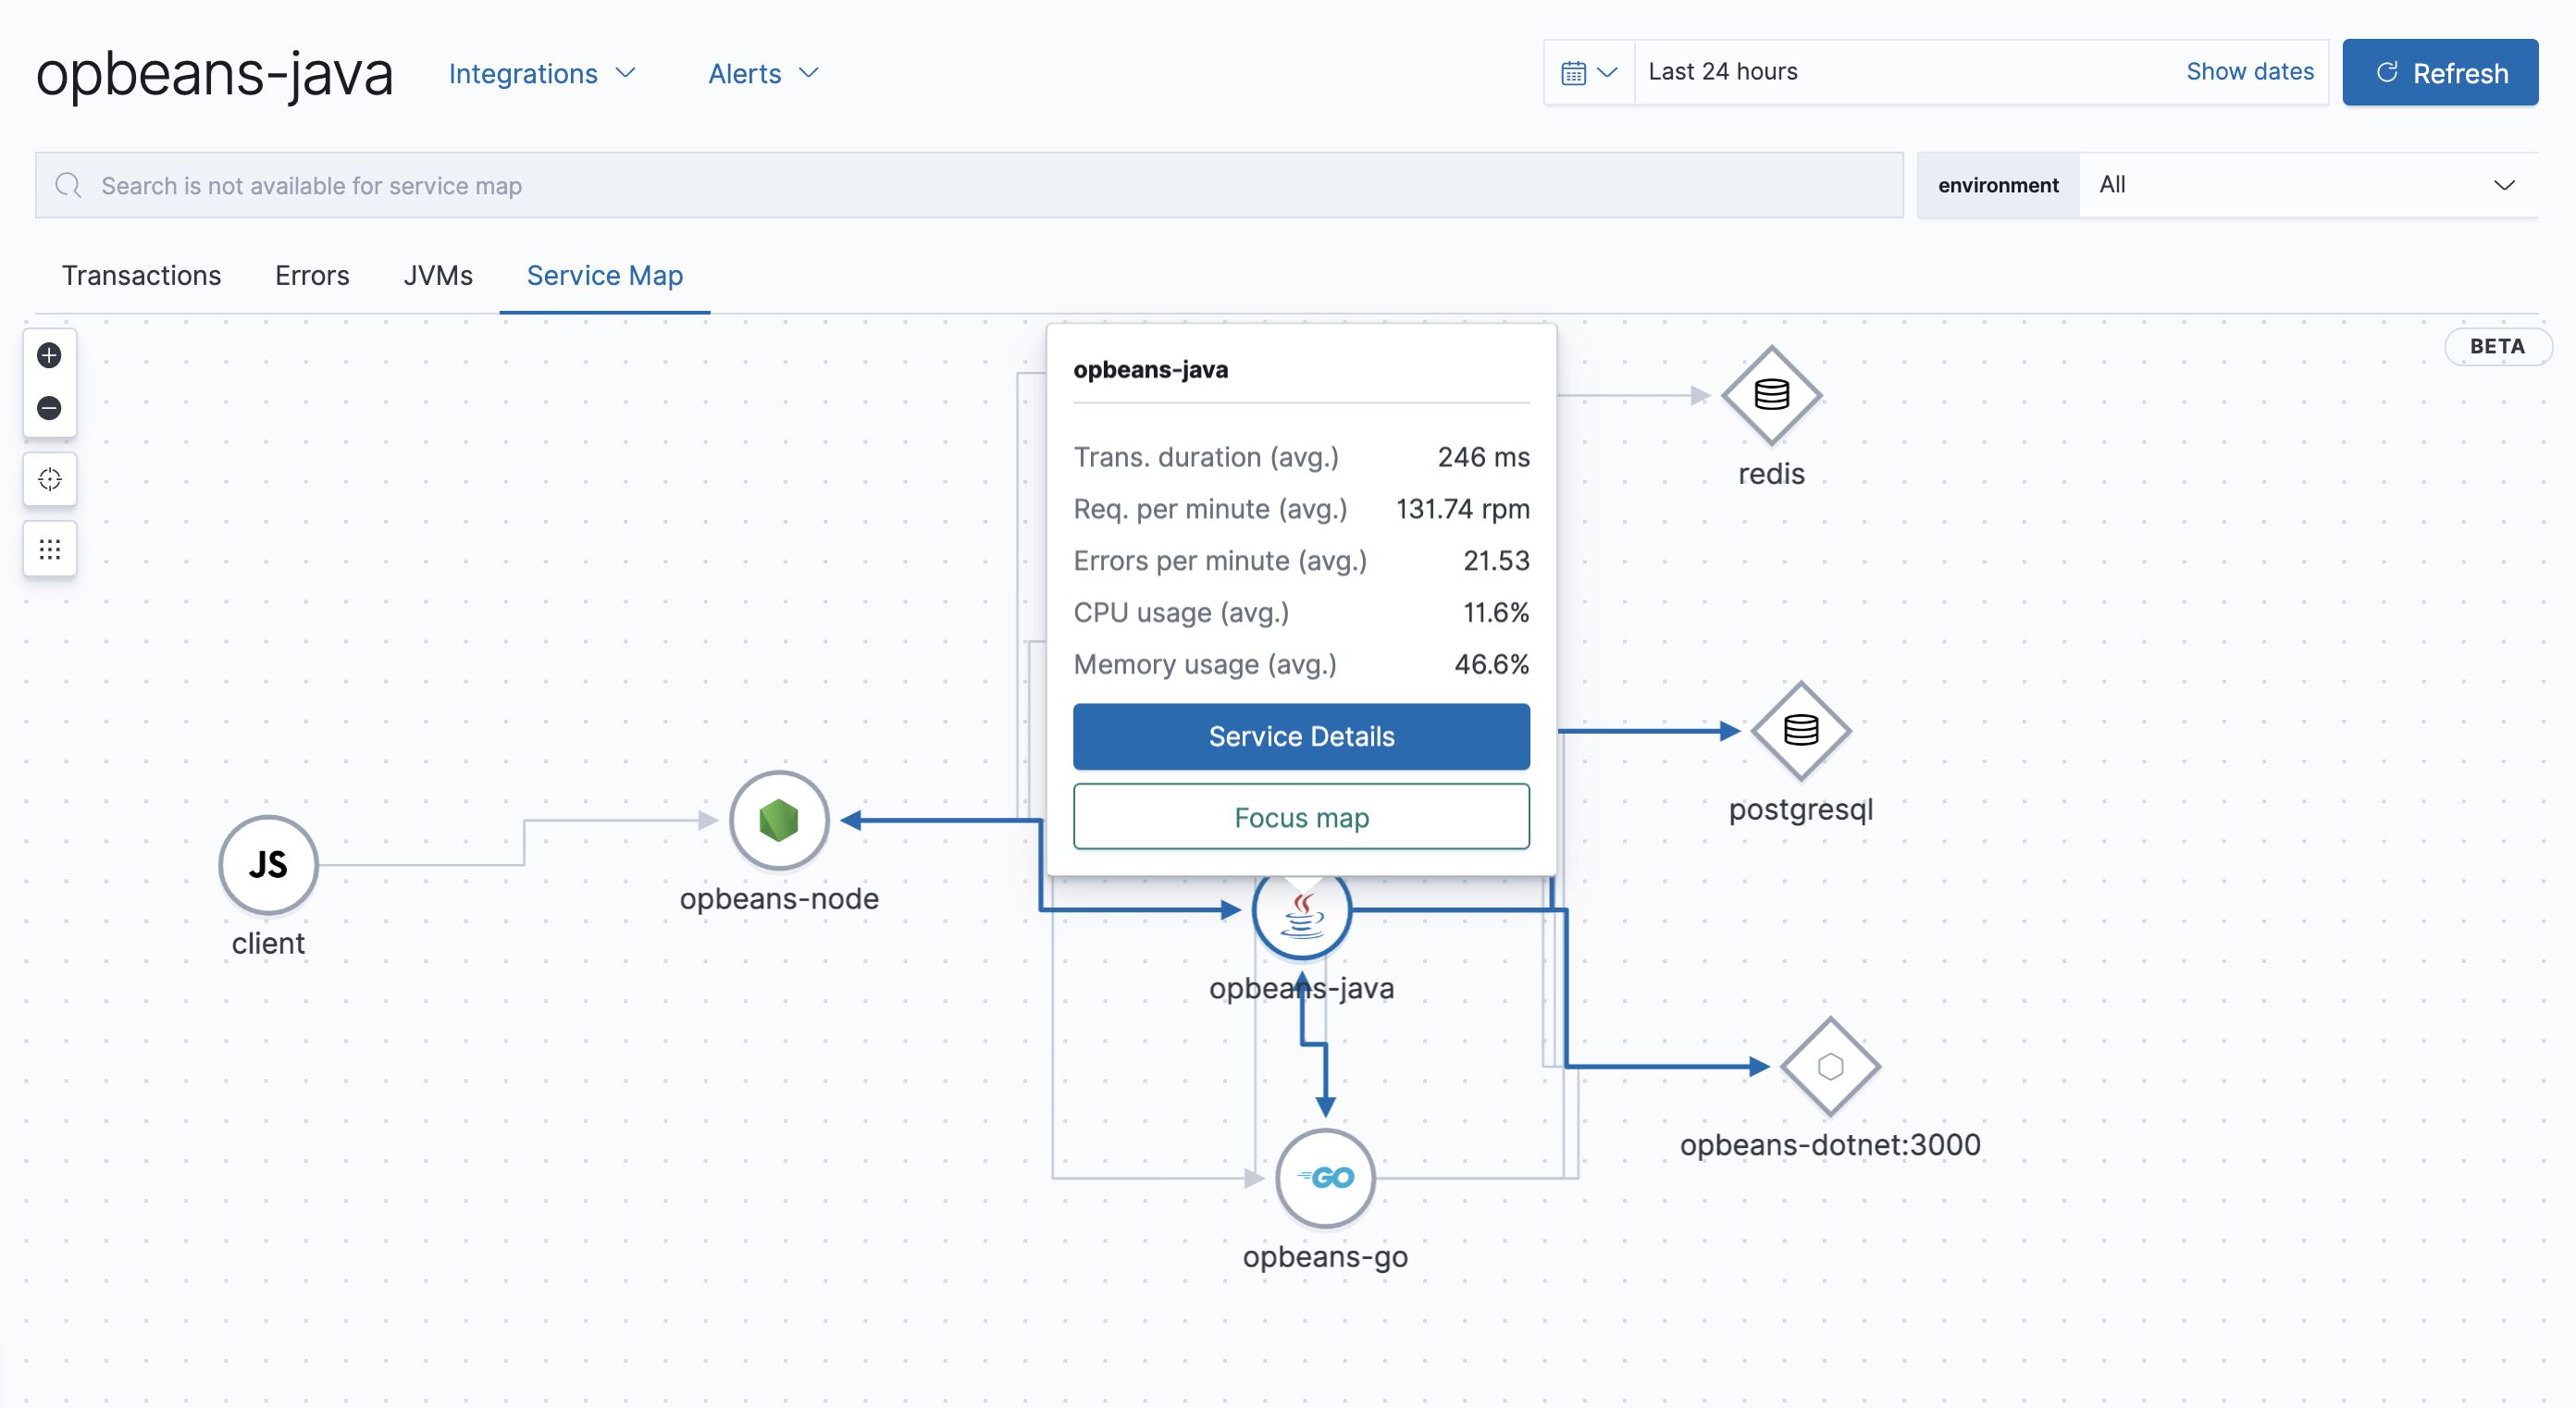 opbeans-java Integrations Alerts Last 24 hours Show dates Refresh
Search is not available for service map environment All
Transactions Errors JVMs Service Map
BETA
opbeans-java
Trans. duration (avg.) 246 ms
Req. per minute (avg.) 131.74 rpm
Errors per minute (avg.) 21.53
CPU usage (avg.) 11.6%
Memory usage (avg.) 46.6%
Service Details
Focus map
redis
postgresql
JS
client
opbeans-node
opbeans-java
opbeans-dotnet:3000
GO
opbeans-go